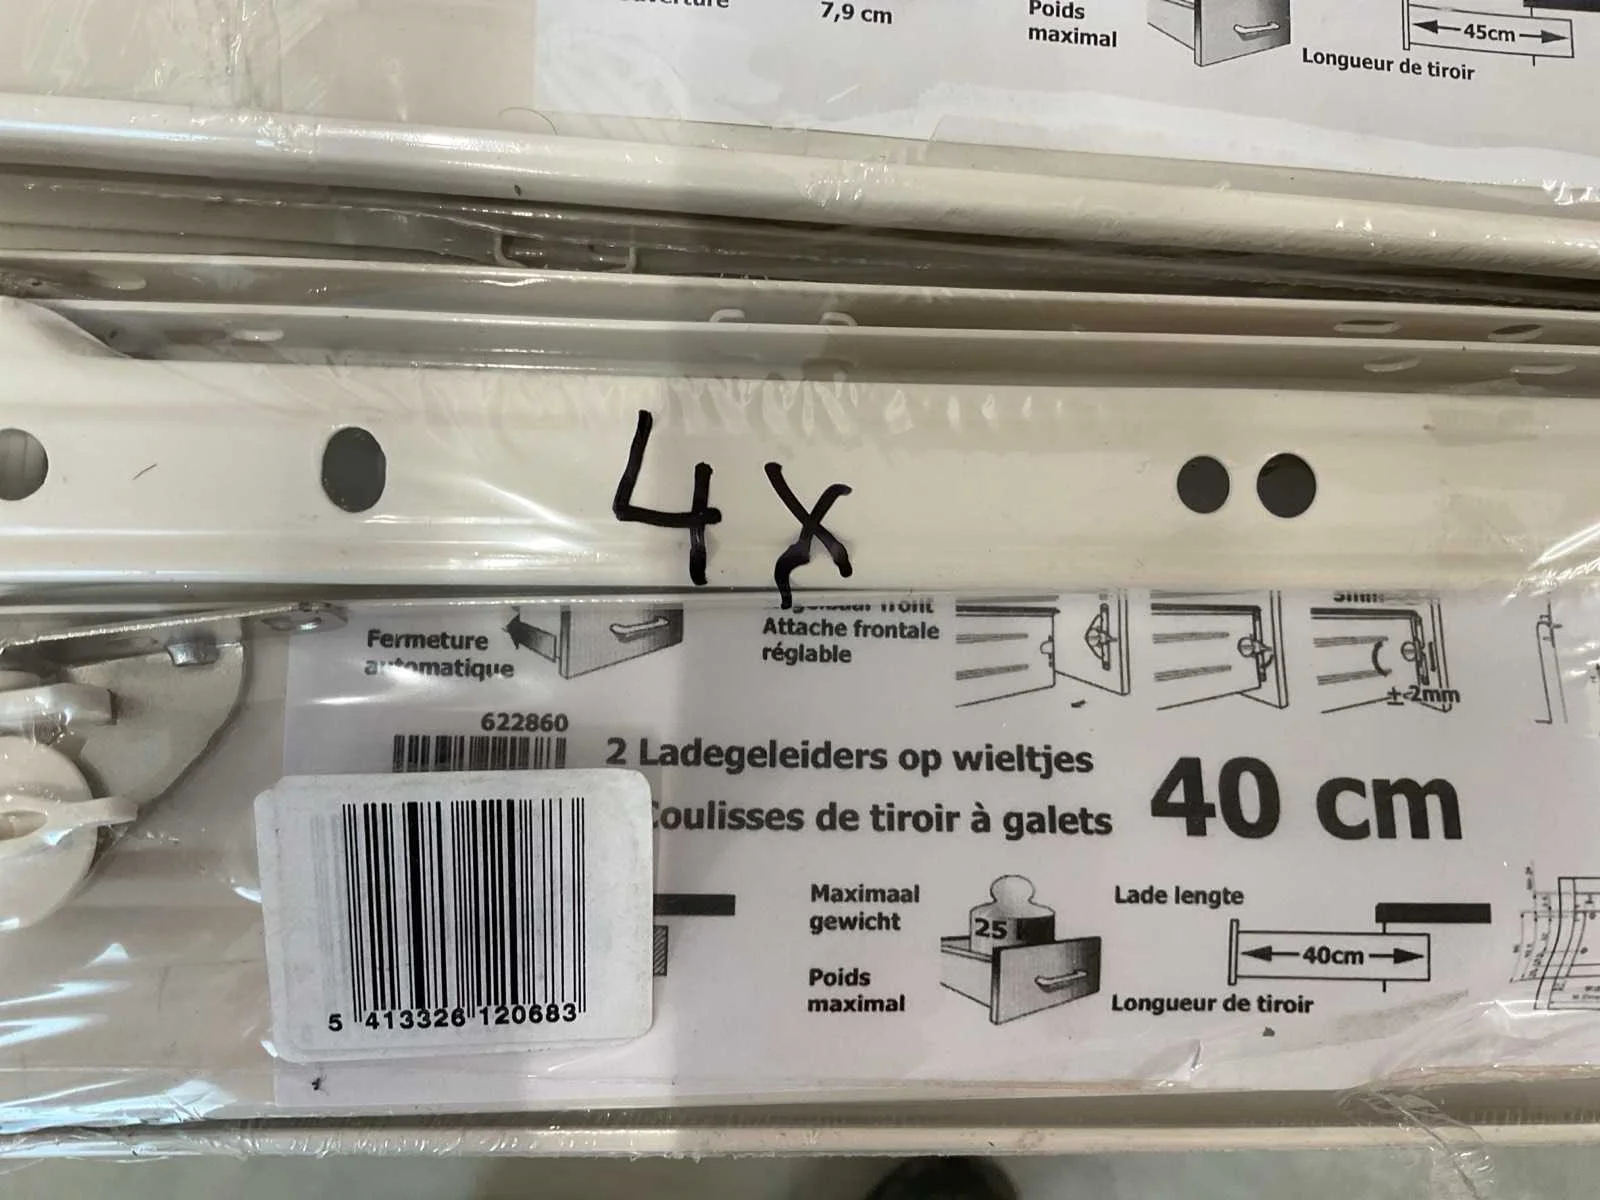 7,9 cm
Poids
maximal
45cm
Longueur de tiroir
4x
Fermeture
automatique
front
Attache frontale
réglable
5mm
±2mm
622860
2 Ladegeleiders op wieltjes
Coulisses de tiroir à galets
40 cm
Maximaal
gewicht
25
Poids
maximal
Lade lengte
40cm
Longueur de tiroir
5 413326 120683